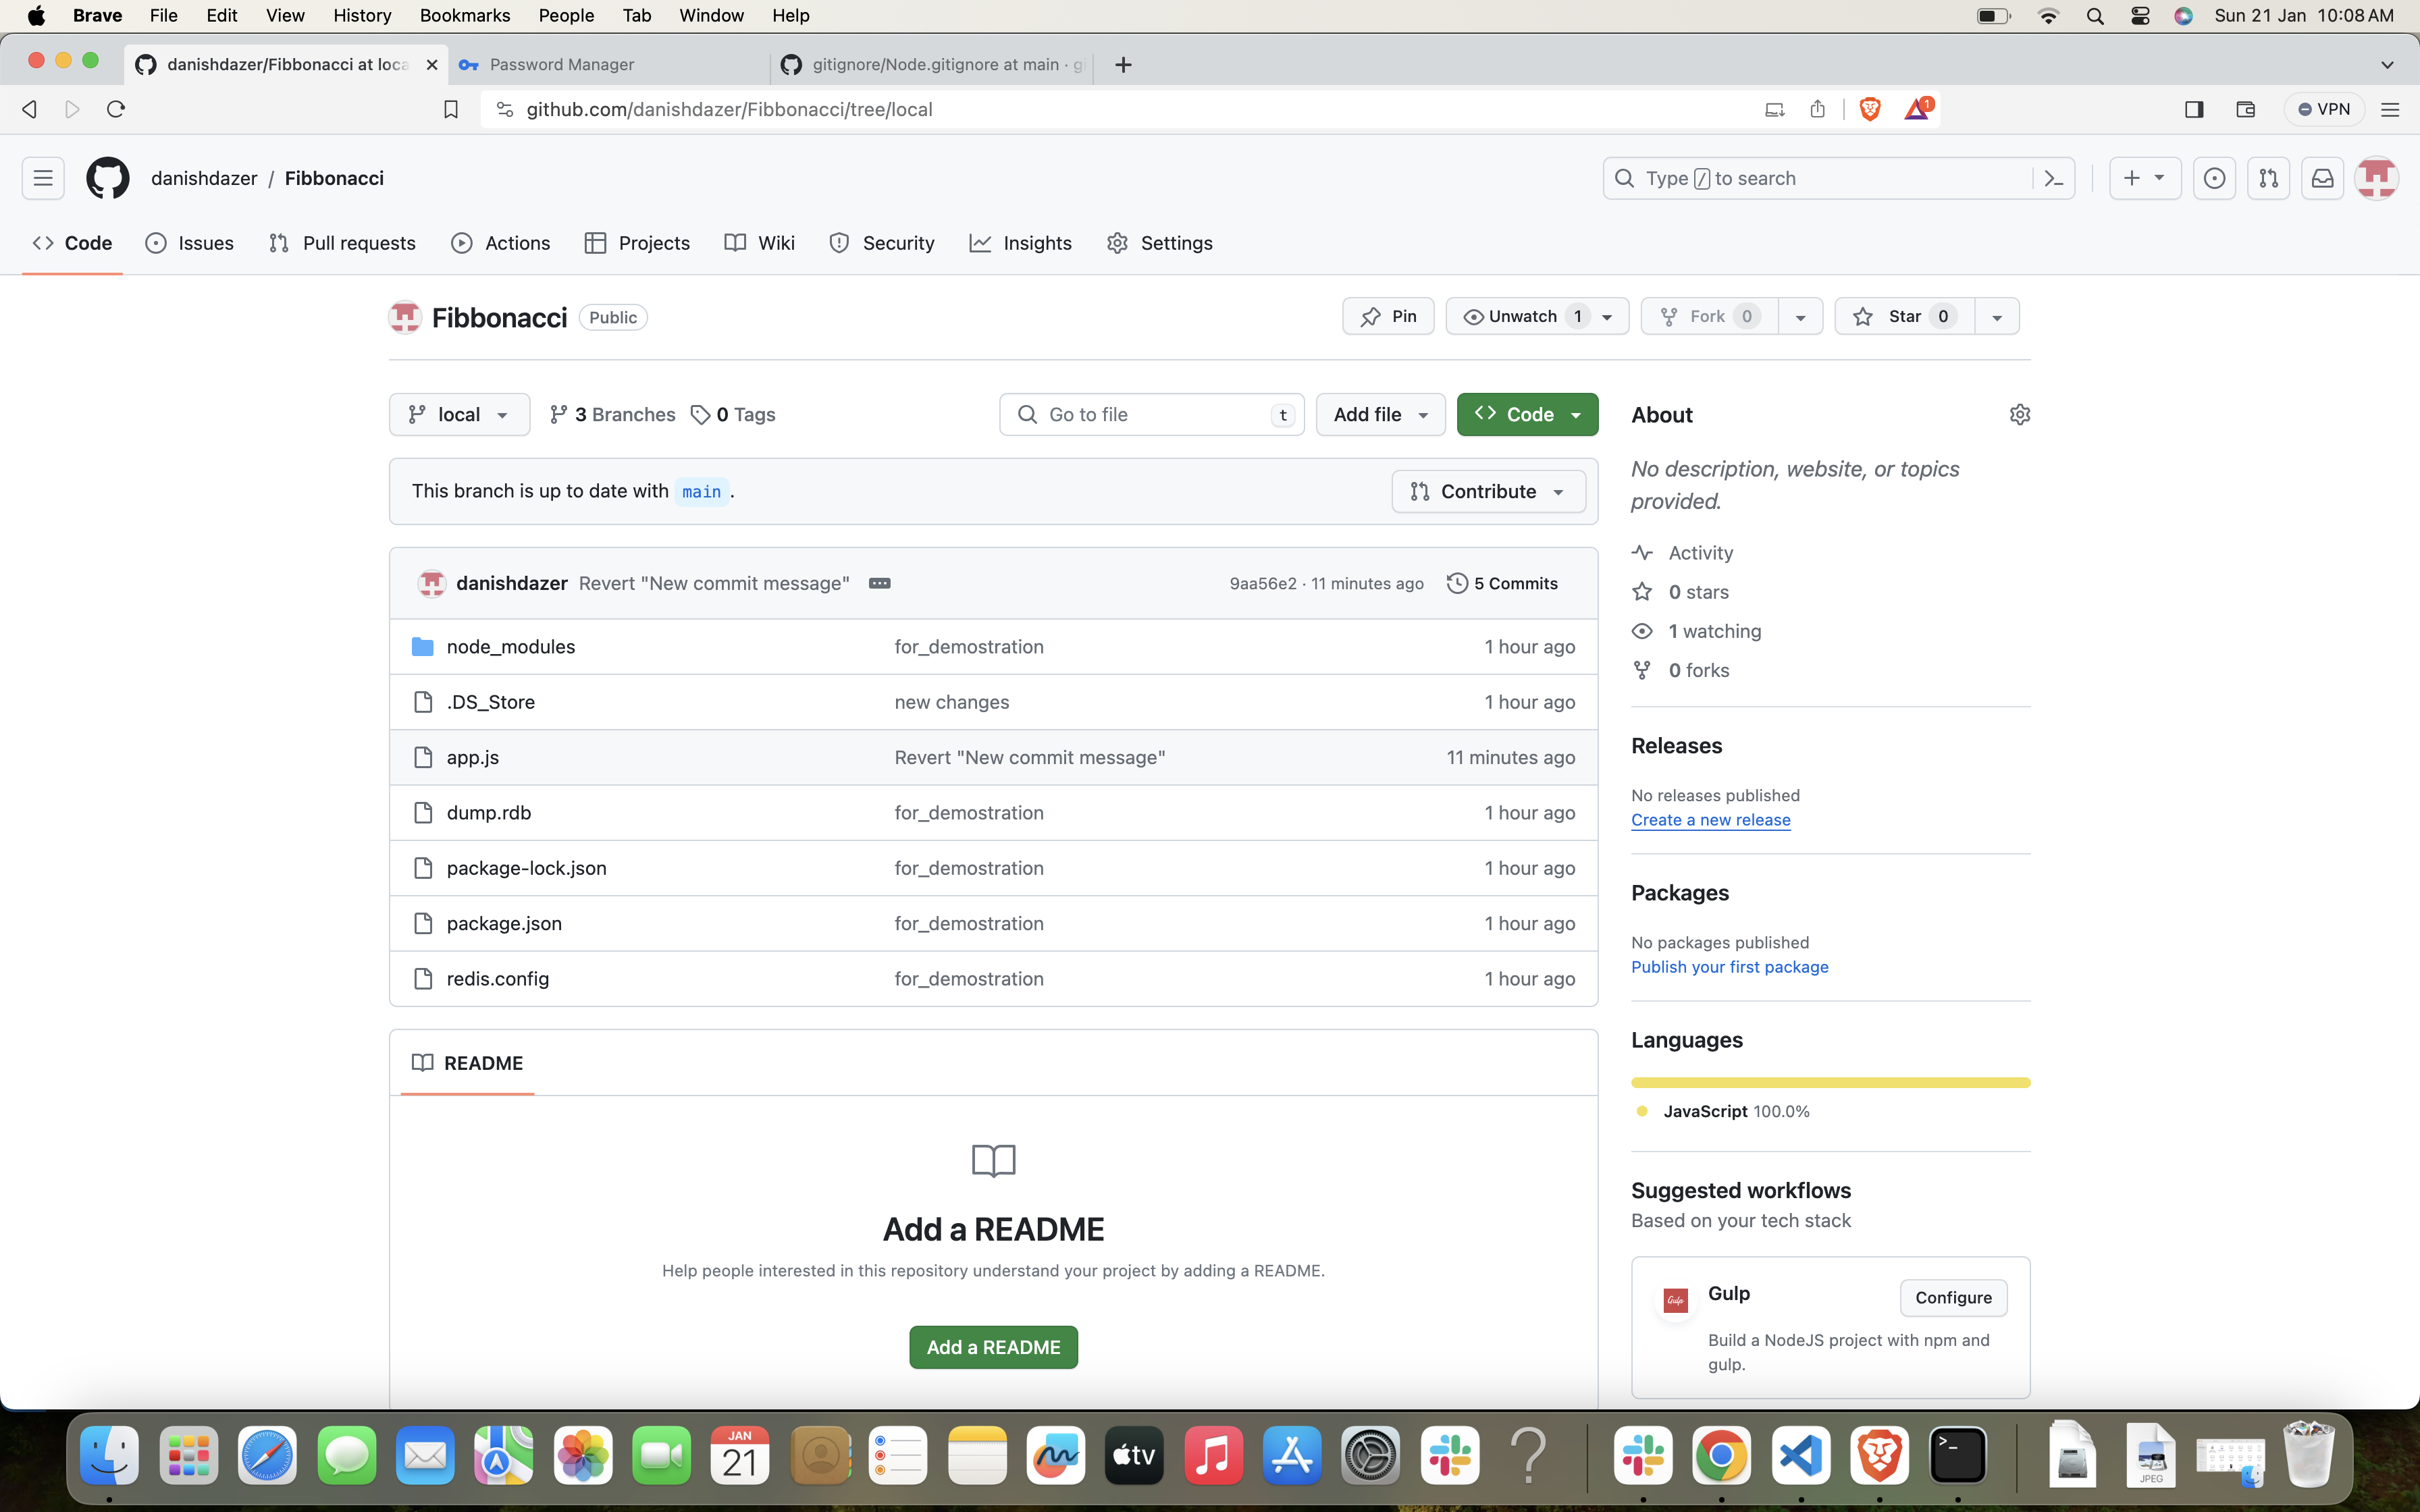 Brave File Edit View History Bookmarks People Tab Window Help Sun 21 Jan 10:08 AM
danishdazer/Fibbonacci at loca Password Manager gitignore/Node.gitignore at main · gi
github.com/danishdazer/Fibbonacci/tree/local 1 VPN
danishdazer / Fibbonacci Type / to search
Code Issues Pull requests Actions Projects Wiki Security Insights Settings
Fibbonacci Public Pin Unwatch 1 Fork 0 Star 0
local 3 Branches 0 Tags Go to file t Add file Code About
This branch is up to date with main . Contribute
No description, website, or topics
provided.
danishdazer Revert "New commit message" 9aa56e2 · 11 minutes ago 5 Commits
node_modules for_demostration 1 hour ago
.DS_Store new changes 1 hour ago
app.js Revert "New commit message" 11 minutes ago
dump.rdb for_demostration 1 hour ago
package-lock.json for_demostration 1 hour ago
package.json for_demostration 1 hour ago
redis.config for_demostration 1 hour ago
README
Add a README
Help people interested in this repository understand your project by adding a README.
Add a README
Activity
0 stars
1 watching
0 forks
Releases
No releases published
Create a new release
Packages
No packages published
Publish your first package
Languages
JavaScript 100.0%
Suggested workflows
Based on your tech stack
Gulp
Gulp Configure
Build a NodeJS project with npm and
gulp.
JAN
21
tv
JPEG